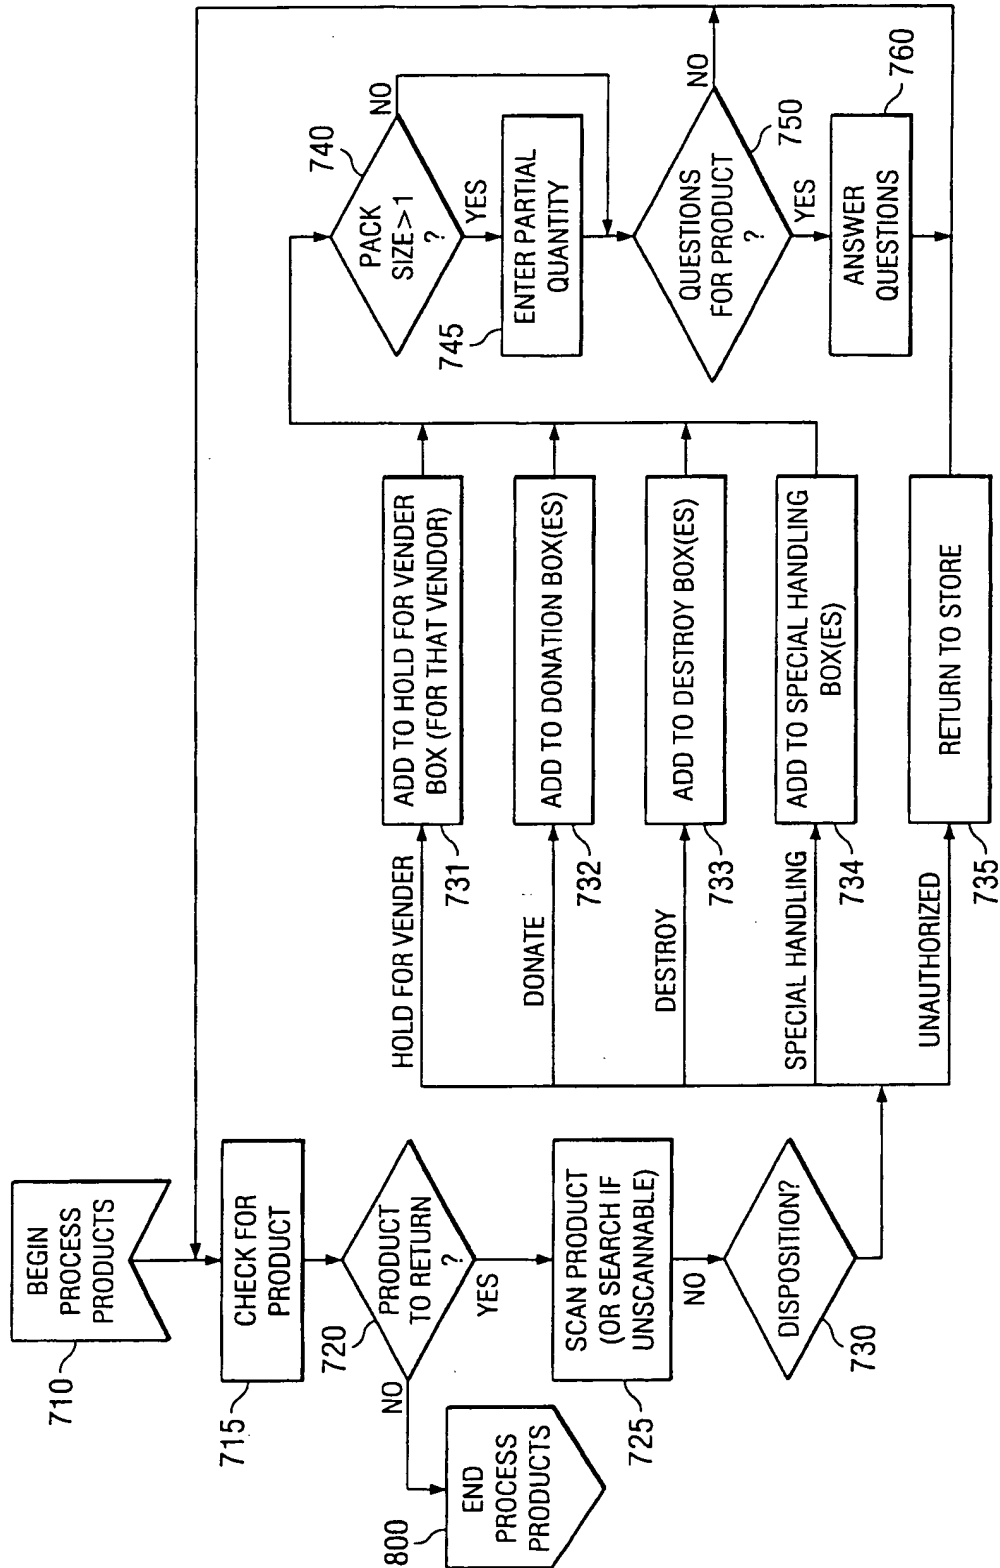 710
BEGIN
PROCESS
PRODUCTS
715
CHECK FOR
PRODUCT
720
PRODUCT
TO RETURN
?
NO
YES
800
END
PROCESS
PRODUCTS
725
SCAN PRODUCT
(OR SEARCH IF
UNSCANNABLE)
NO
DISPOSITION?
730
HOLD FOR VENDER
731
ADD TO HOLD FOR VENDER
BOX (FOR THAT VENDOR)
DONATE
732
ADD TO DONATION BOX(ES)
DESTROY
733
ADD TO DESTROY BOX(ES)
SPECIAL HANDLING
734
ADD TO SPECIAL HANDLING
BOX(ES)
UNAUTHORIZED
735
RETURN TO STORE
740
PACK
SIZE > 1
?
NO
YES
745
ENTER PARTIAL
QUANTITY
QUESTIONS
FOR PRODUCT
?
NO
750
YES
ANSWER
QUESTIONS
760